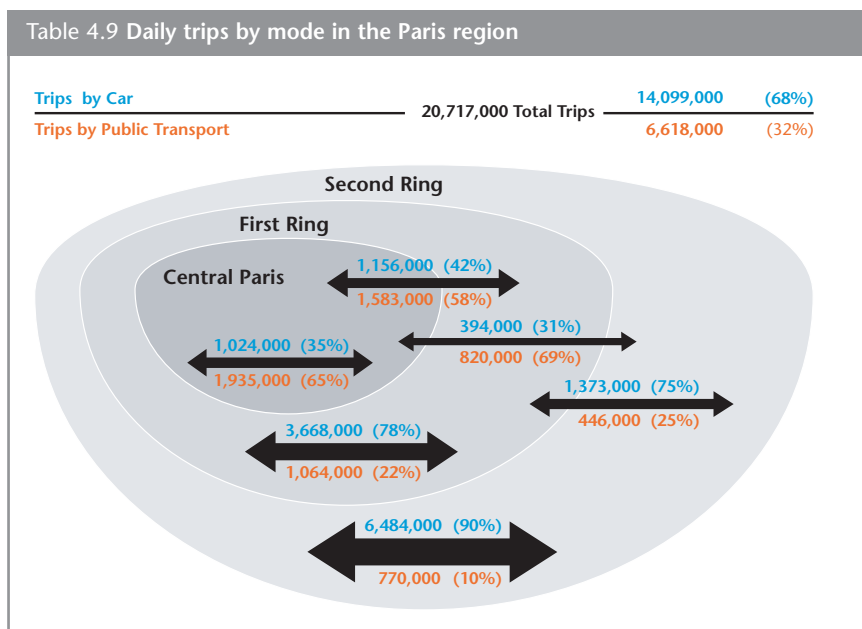 Table 4.9 Daily trips by mode in the Paris region
Trips by Car
20,717,000 Total Trips
14,099,000 (68%)
Trips by Public Transport
6,618,000 (32%)
Second Ring
First Ring
Central Paris
1,156,000 (42%)
1,583,000 (58%)
394,000 (31%)
820,000 (69%)
1,024,000 (35%)
1,935,000 (65%)
1,373,000 (75%)
446,000 (25%)
3,668,000 (78%)
1,064,000 (22%)
6,484,000 (90%)
770,000 (10%)